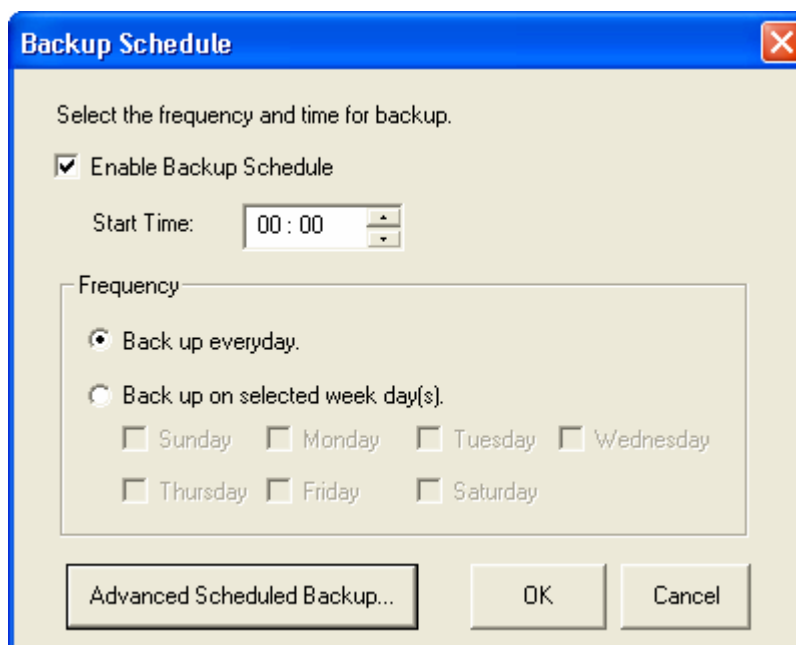 Backup Schedule
Select the frequency and time for backup.
Enable Backup Schedule
Start Time: 00 : 00
Frequency
Back up everyday.
Back up on selected week day(s).
Sunday Monday Tuesday Wednesday
Thursday Friday Saturday
Advanced Scheduled Backup... OK Cancel